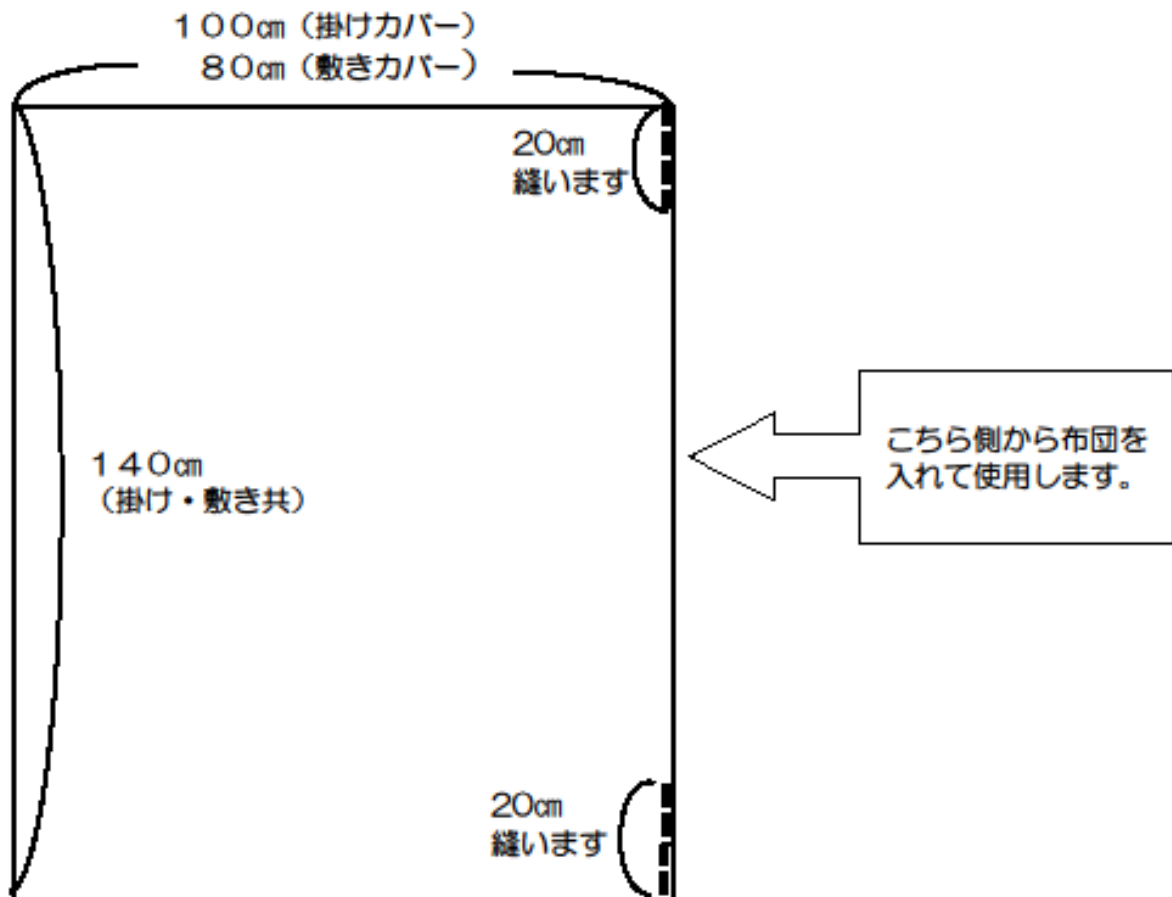 １００㎝（掛けカバー）
８０㎝（敷きカバー）
20㎝
縫います
１４０㎝
（掛け・敷き共）
こちら側から布団を
入れて使用します。
20㎝
縫います